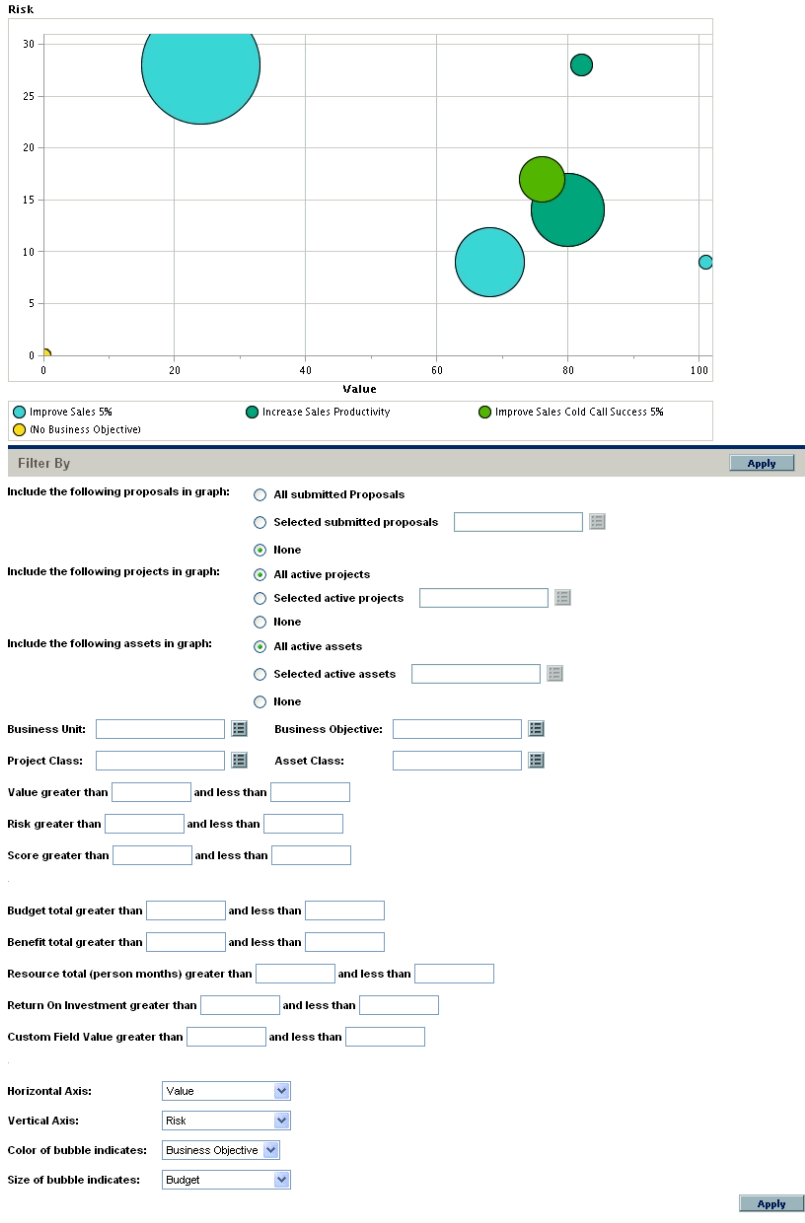 Risk
30
25
20
15
10
5
0
0 20 40 60 80 100
Value
Improve Sales 5% Increase Sales Productivity Improve Sales Cold Call Success 5%
(No Business Objective)
Filter By Apply
Include the following proposals in graph: All submitted Proposals
Selected submitted proposals
None
Include the following projects in graph: All active projects
Selected active projects
None
Include the following assets in graph: All active assets
Selected active assets
None
Business Unit: Business Objective:
Project Class: Asset Class:
Value greater than and less than
Risk greater than and less than
Score greater than and less than
Budget total greater than and less than
Benefit total greater than and less than
Resource total (person months) greater than and less than
Return On Investment greater than and less than
Custom Field Value greater than and less than
Horizontal Axis: Value
Vertical Axis: Risk
Color of bubble indicates: Business Objective
Size of bubble indicates: Budget
Apply